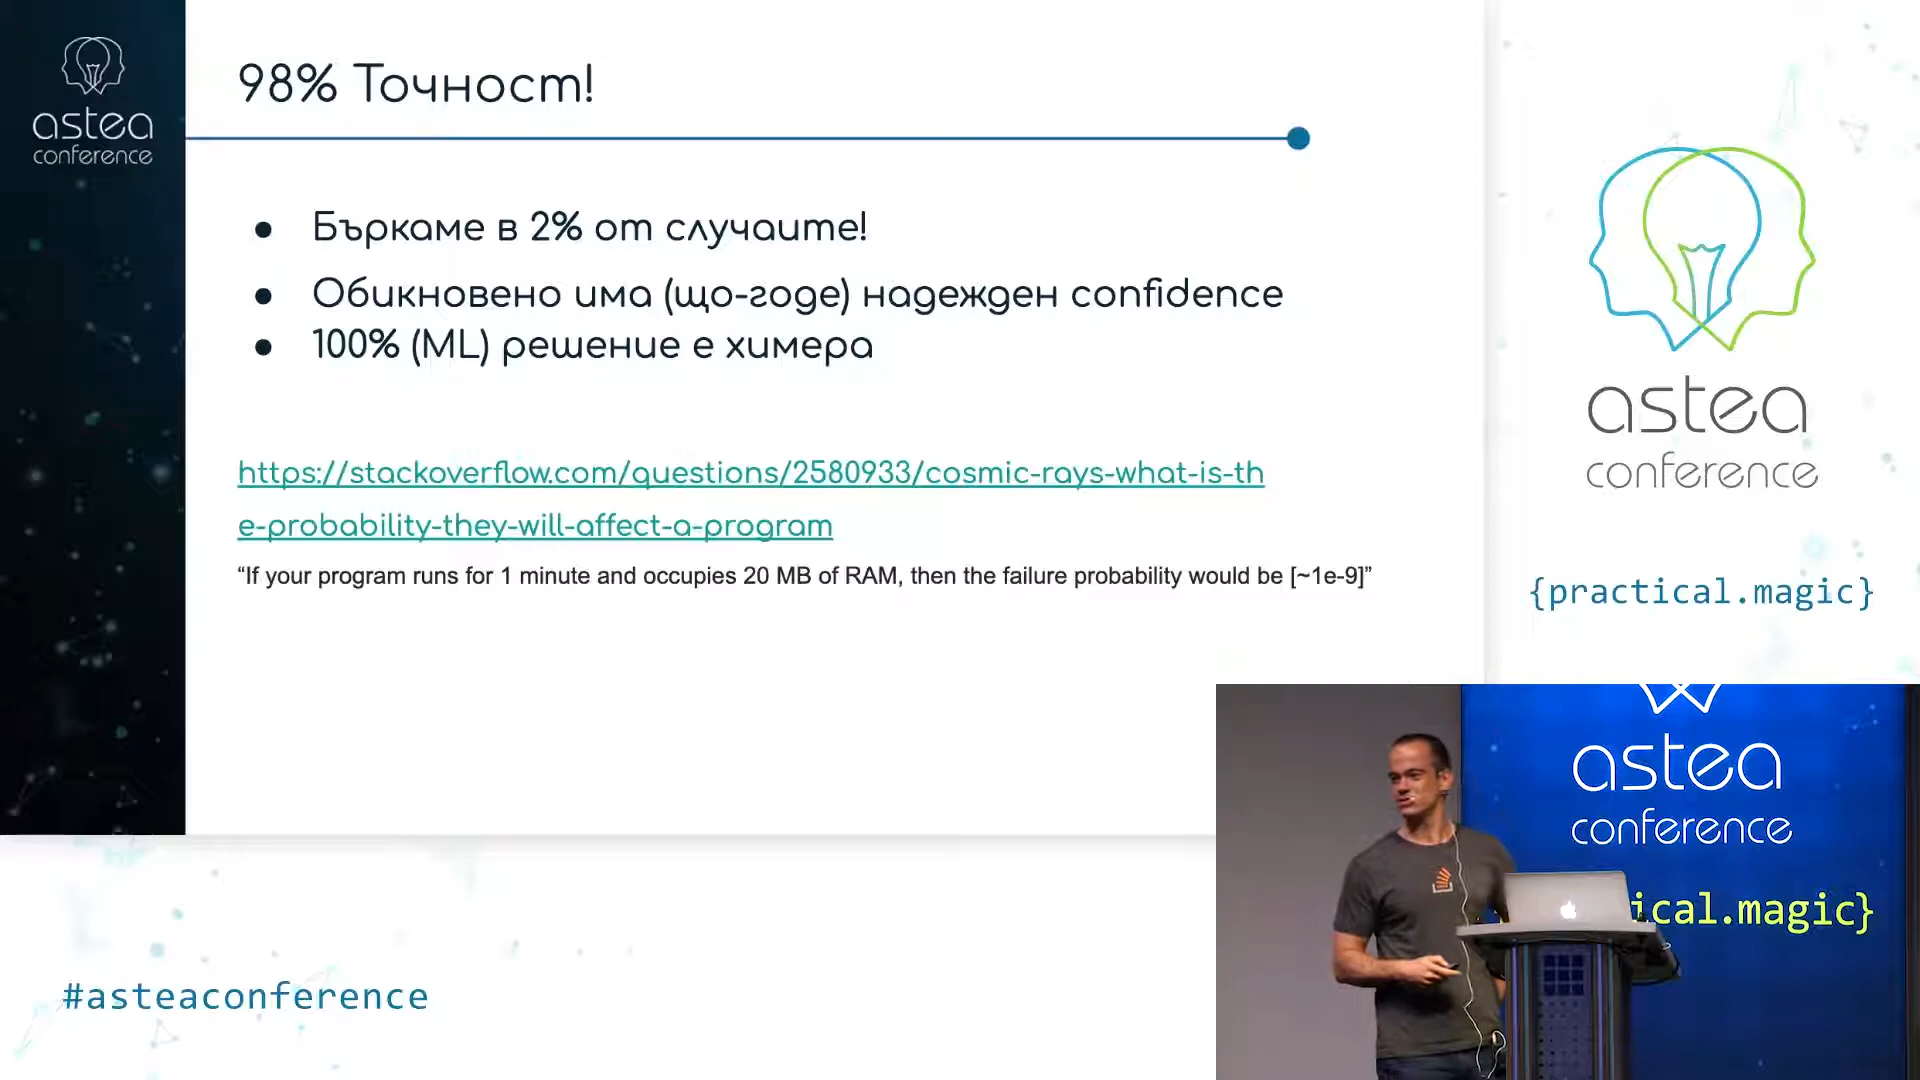 astea
conference
98% Точност!
Бъркаме в 2% от случаите!
Обикновено има (що-годе) надежден confidence
100% (ML) решение е химера
https://stackoverflow.com/questions/2580933/cosmic-rays-what-is-th
e-probability-they-will-affect-a-program
“If your program runs for 1 minute and occupies 20 MB of RAM, then the failure probability would be [~1e-9]”
astea
conference
{practical.magic}
astea
conference
ical.magic}
#asteaconference